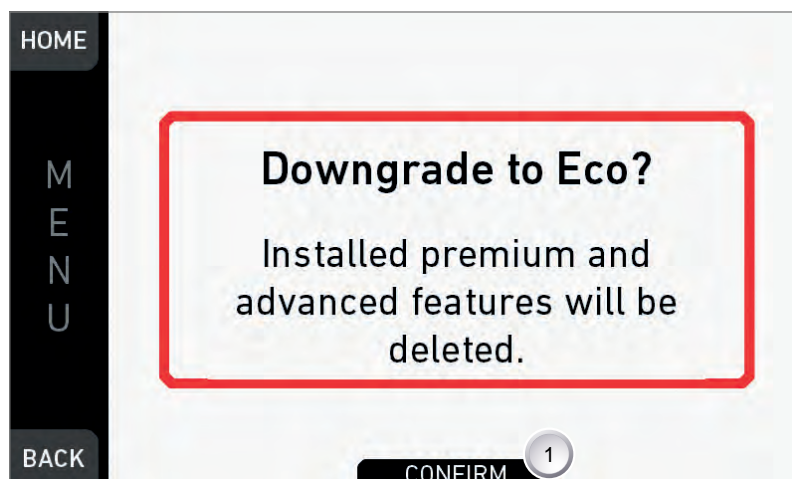 HOME
MENU
Downgrade to Eco?
Installed premium and
advanced features will be
deleted.
BACK
CONFIRM
1